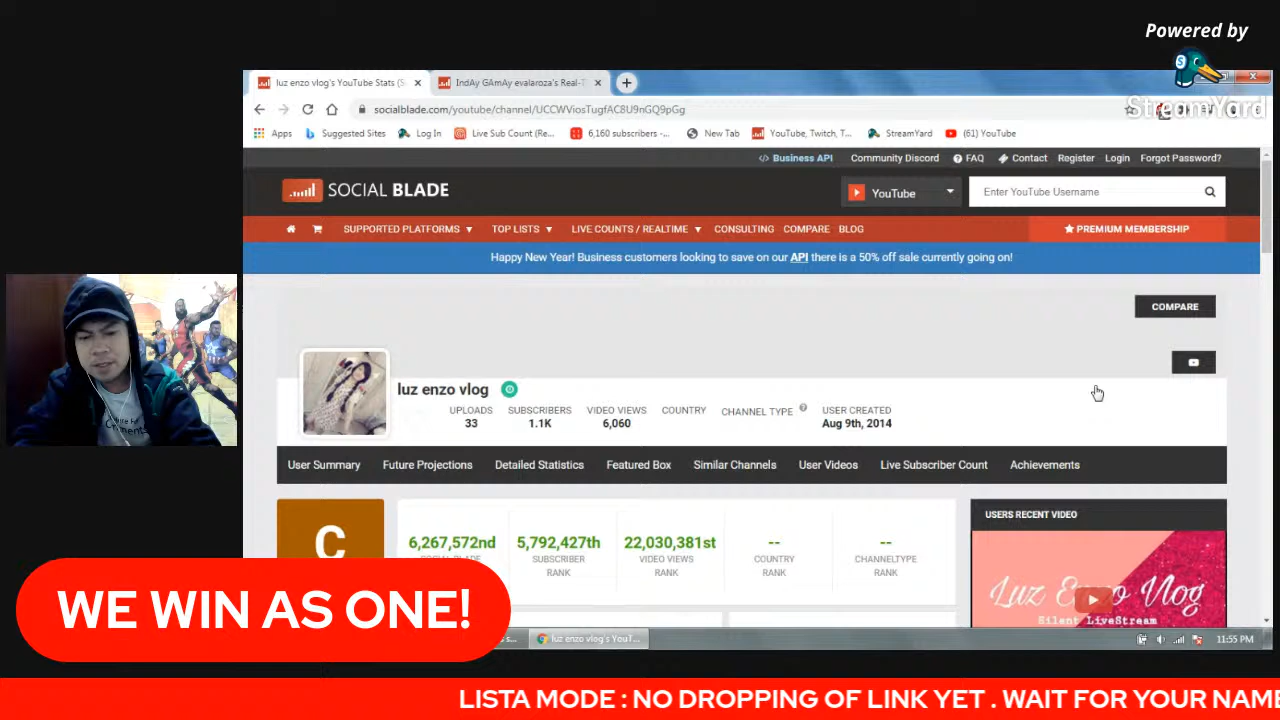 Powered by
StreamYard
luz enzo vlog's YouTube Stats (S
IndAy GAmAy evalaroza's Real-T
socialblade.com/youtube/channel/UCCWViosTugfAC8U9nGQ9pGg
Apps
Suggested Sites
Log In
Live Sub Count (Re...
6,160 subscribers -...
New Tab
YouTube, Twitch, T...
StreamYard
(61) YouTube
</> Business API
Community Discord
FAQ
Contact
Register
Login
Forgot Password?
SOCIAL BLADE
YouTube
Enter YouTube Username
SUPPORTED PLATFORMS
TOP LISTS
LIVE COUNTS / REALTIME
CONSULTING
COMPARE
BLOG
PREMIUM MEMBERSHIP
Happy New Year! Business customers looking to save on our API there is a 50% off sale currently going on!
COMPARE
luz enzo vlog
UPLOADS
33
SUBSCRIBERS
1.1K
VIDEO VIEWS
6,060
COUNTRY
CHANNEL TYPE
USER CREATED
Aug 9th, 2014
User Summary
Future Projections
Detailed Statistics
Featured Box
Similar Channels
User Videos
Live Subscriber Count
Achievements
C
6,267,572nd
5,792,427th
SUBSCRIBER
RANK
22,030,381st
VIDEO VIEWS
RANK
--
COUNTRY
RANK
--
CHANNELTYPE
RANK
USERS RECENT VIDEO
Luz Enzo Vlog
Silent LiveStream
WE WIN AS ONE!
luz enzo vlog's YouT...
11:55 PM
LISTA MODE : NO DROPPING OF LINK YET . WAIT FOR YOUR NAME